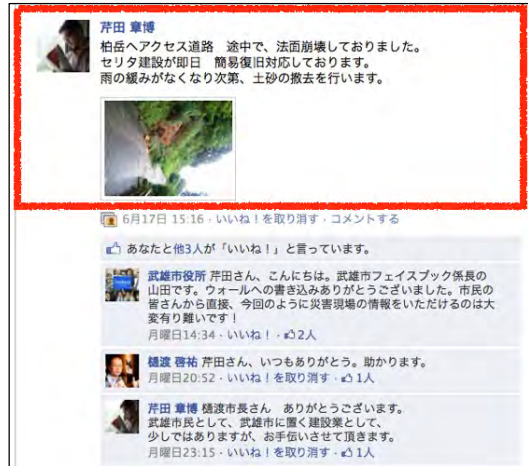 芹田 章博
柏岳へアクセス道路　途中で、法面崩壊しておりました。
セリタ建設が即日　簡易復旧対応しております。
雨の緩みがなくなり次第、土砂の撤去を行います。
6月17日 15:16・いいね！を取り消す・コメントする
あなたと他3人が「いいね！」と言っています。
武雄市役所 芹田さん、こんにちは。武雄市フェイスブック係長の
山田です。ウォールへの書き込みありがとうございました。市民の
皆さんから直接、今回のように災害現場の情報をいただけるのは大
変有り難いです！
月曜日14:34・いいね！・2人
樋渡 啓祐 芹田さん、いつもありがとう。助かります。
月曜日20:52・いいね！を取り消す・1人
芹田 章博 樋渡市長さん　ありがとうございます。
武雄市民として、武雄市に置く建設業として、
少しではありますが、お手伝いさせて頂きます。
月曜日23:15・いいね！を取り消す・1人